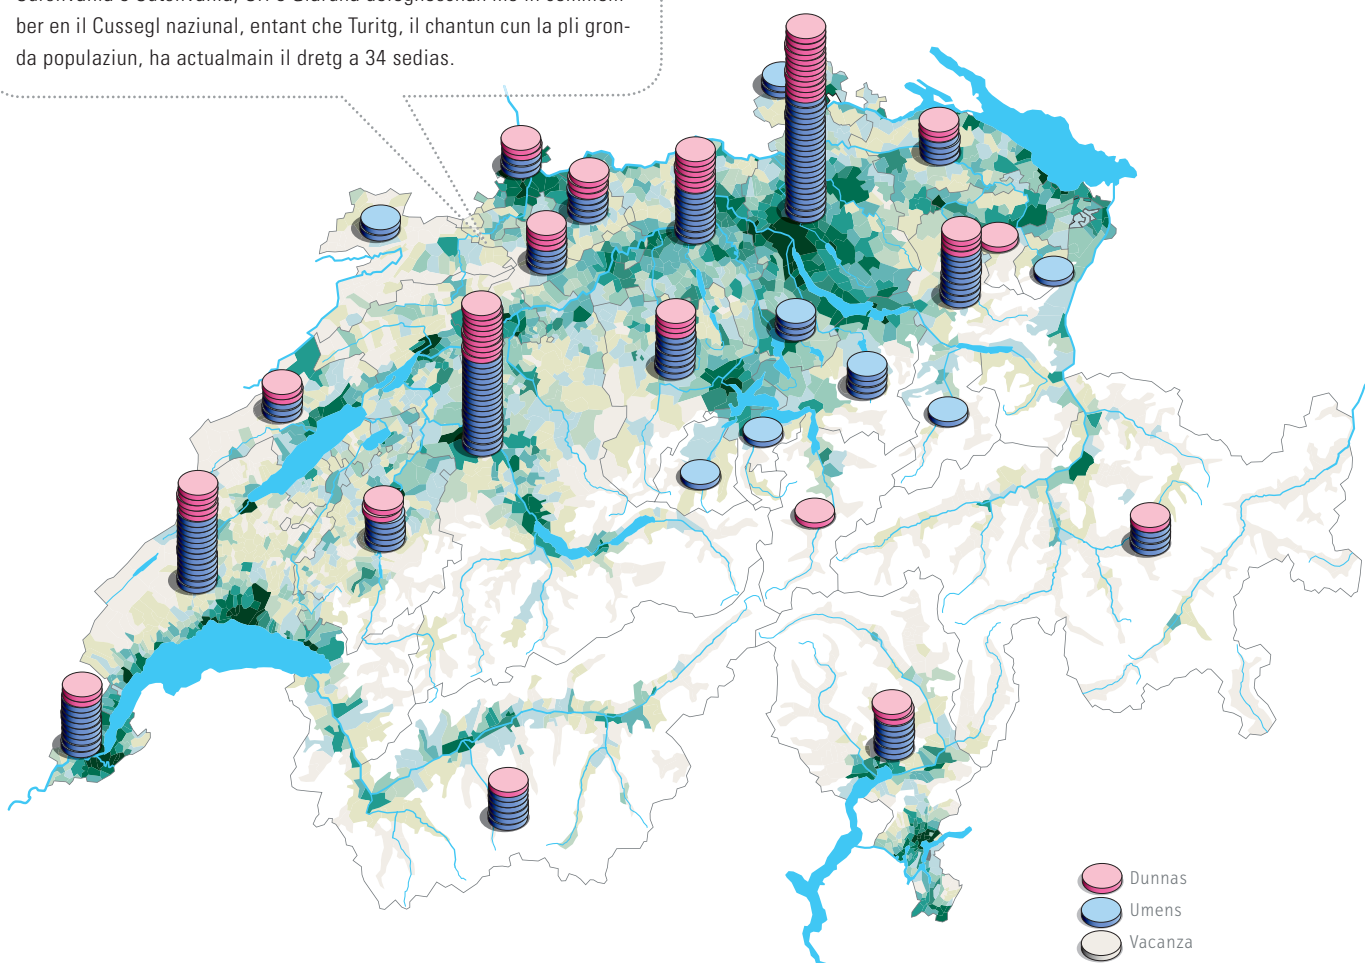 ber en il Cussegl naziunal, entant che Turitg, il chantun cun la pli gron-
da populaziun, ha actualmain il dretg a 34 sedias.
Dunnas
Umens
Vacanza